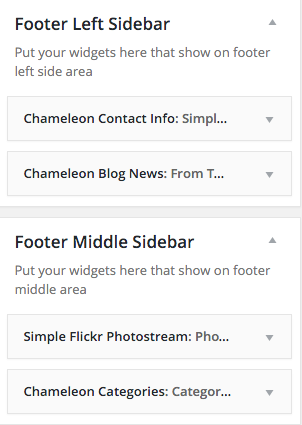 Footer Left Sidebar
Put your widgets here that show on footer
left side area
Chameleon Contact Info: Simpl...
Chameleon Blog News: From T...
Footer Middle Sidebar
Put your widgets here that show on footer
middle area
Simple Flickr Photostream: Pho...
Chameleon Categories: Categor...